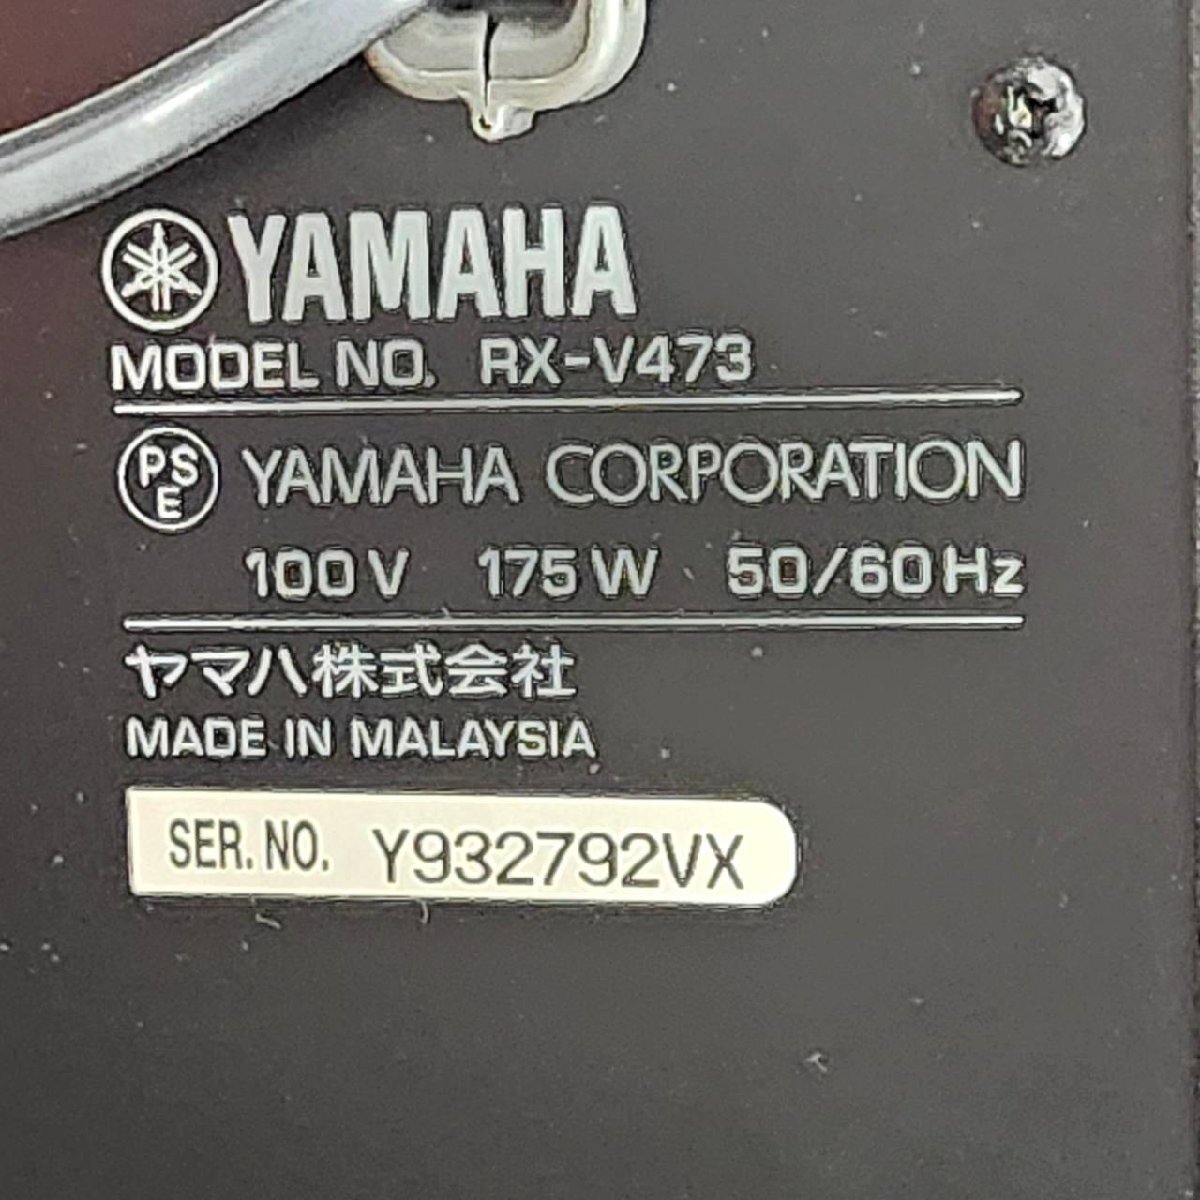 YAMAHA
MODEL NO. RX-V473
PSE YAMAHA CORPORATION
100V 175W 50/60Hz
ヤマハ株式会社
MADE IN MALAYSIA
SER.NO. Y932792VX